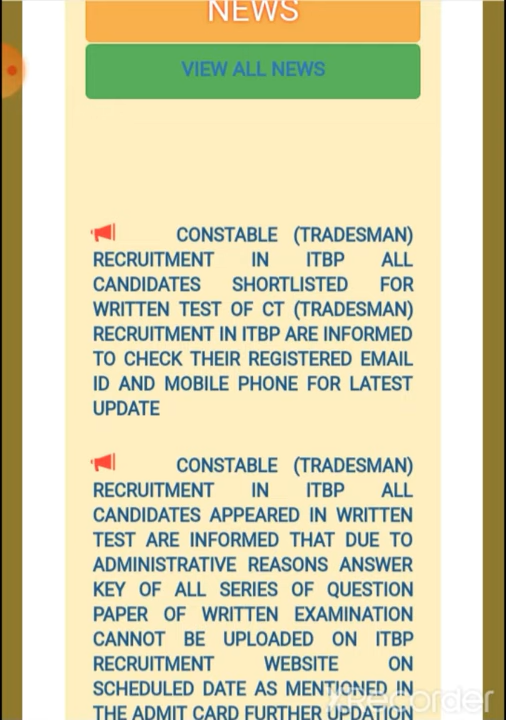 NEWS
VIEW ALL NEWS
CONSTABLE (TRADESMAN)
RECRUITMENT IN ITBP ALL
CANDIDATES SHORTLISTED FOR
WRITTEN TEST OF CT (TRADESMAN)
RECRUITMENT IN ITBP ARE INFORMED
TO CHECK THEIR REGISTERED EMAIL
ID AND MOBILE PHONE FOR LATEST
UPDATE
CONSTABLE (TRADESMAN)
RECRUITMENT IN ITBP ALL
CANDIDATES APPEARED IN WRITTEN
TEST ARE INFORMED THAT DUE TO
ADMINISTRATIVE REASONS ANSWER
KEY OF ALL SERIES OF QUESTION
PAPER OF WRITTEN EXAMINATION
CANNOT BE UPLOADED ON ITBP
RECRUITMENT WEBSITE ON
SCHEDULED DATE AS MENTIONED IN
THE ADMIT CARD FURTHER UPDATION
XRecorder